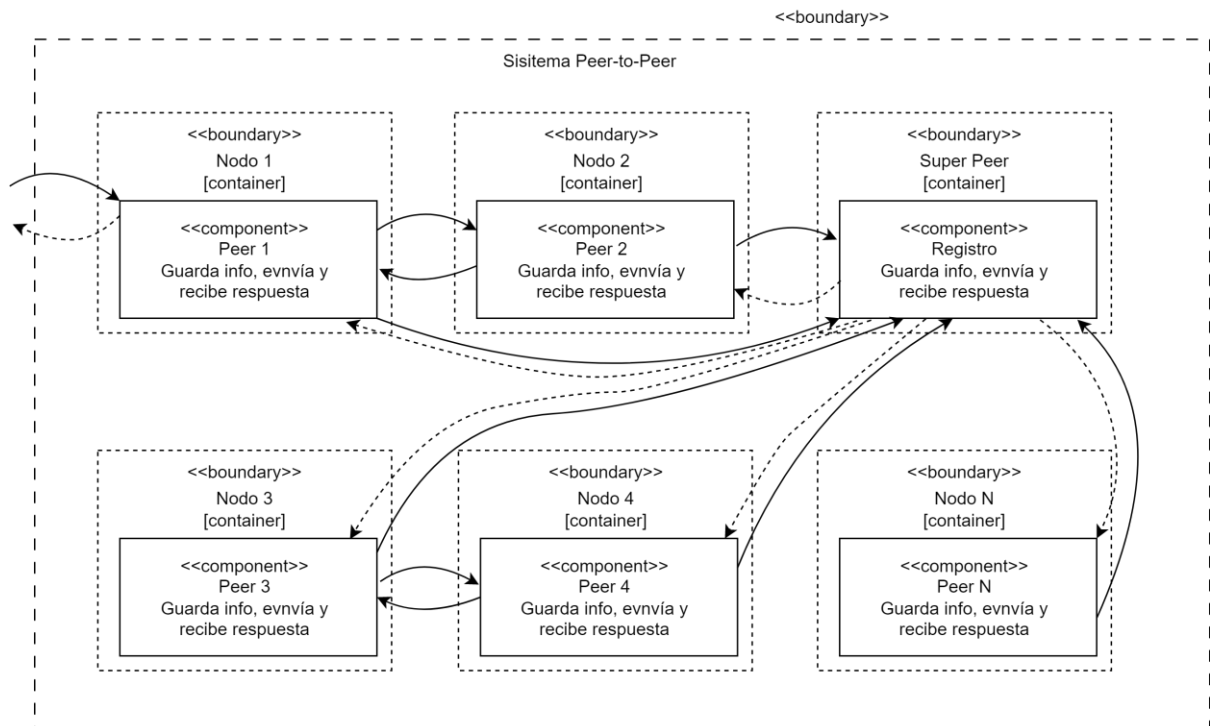 <<boundary>>
Sisitema Peer-to-Peer
<<boundary>>
Nodo 1
[container]
<<component>>
Peer 1
Guarda info, evnvía y
recibe respuesta
<<boundary>>
Nodo 2
[container]
<<component>>
Peer 2
Guarda info, evnvía y
recibe respuesta
<<boundary>>
Super Peer
[container]
<<component>>
Registro
Guarda info, evnvía y
recibe respuesta
<<boundary>>
Nodo 3
[container]
<<component>>
Peer 3
Guarda info, evnvía y
recibe respuesta
<<boundary>>
Nodo 4
[container]
<<component>>
Peer 4
Guarda info, evnvía y
recibe respuesta
<<boundary>>
Nodo N
[container]
<<component>>
Peer N
Guarda info, evnvía y
recibe respuesta